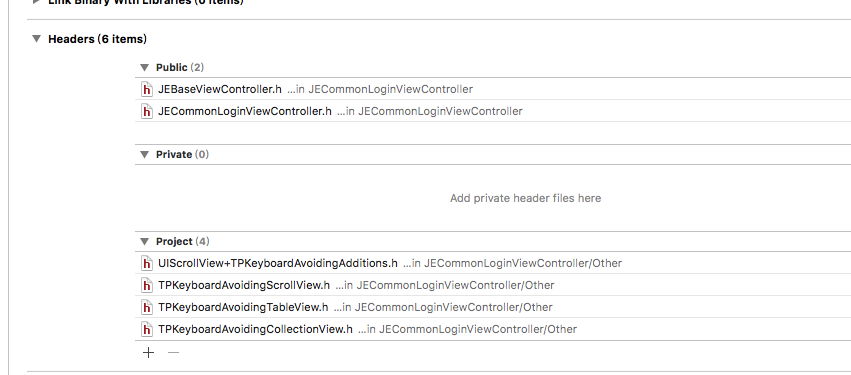 Link Binary With Libraries (0 items)
Headers (6 items)
Public (2)
JEBaseViewController.h ...in JECommonLoginViewController
JECommonLoginViewController.h ...in JECommonLoginViewController
Private (0)
Add private header files here
Project (4)
UIScrollView+TPKeyboardAvoidingAdditions.h ...in JECommonLoginViewController/Other
TPKeyboardAvoidingScrollView.h ...in JECommonLoginViewController/Other
TPKeyboardAvoidingTableView.h ...in JECommonLoginViewController/Other
TPKeyboardAvoidingCollectionView.h ...in JECommonLoginViewController/Other